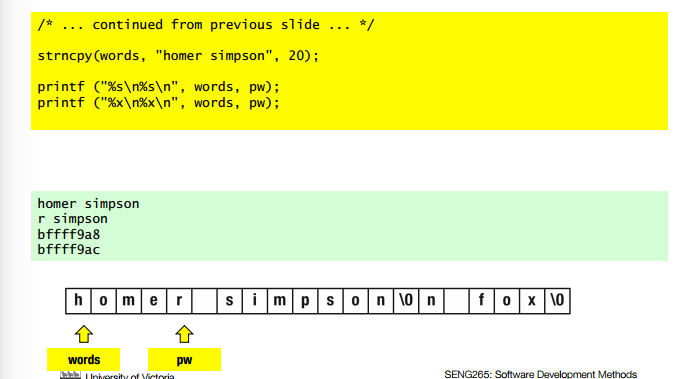 /* ... continued from previous slide ... */
strncpy(words, "homer simpson", 20);
printf ("%s\n%s\n", words, pw);
printf ("%x\n%x\n", words, pw);
homer simpson
r simpson
bffff9a8
bffff9ac
h o m e r s i m p s o n \0 n f o x \0
words pw
University of Victoria
SENG265: Software Development Methods